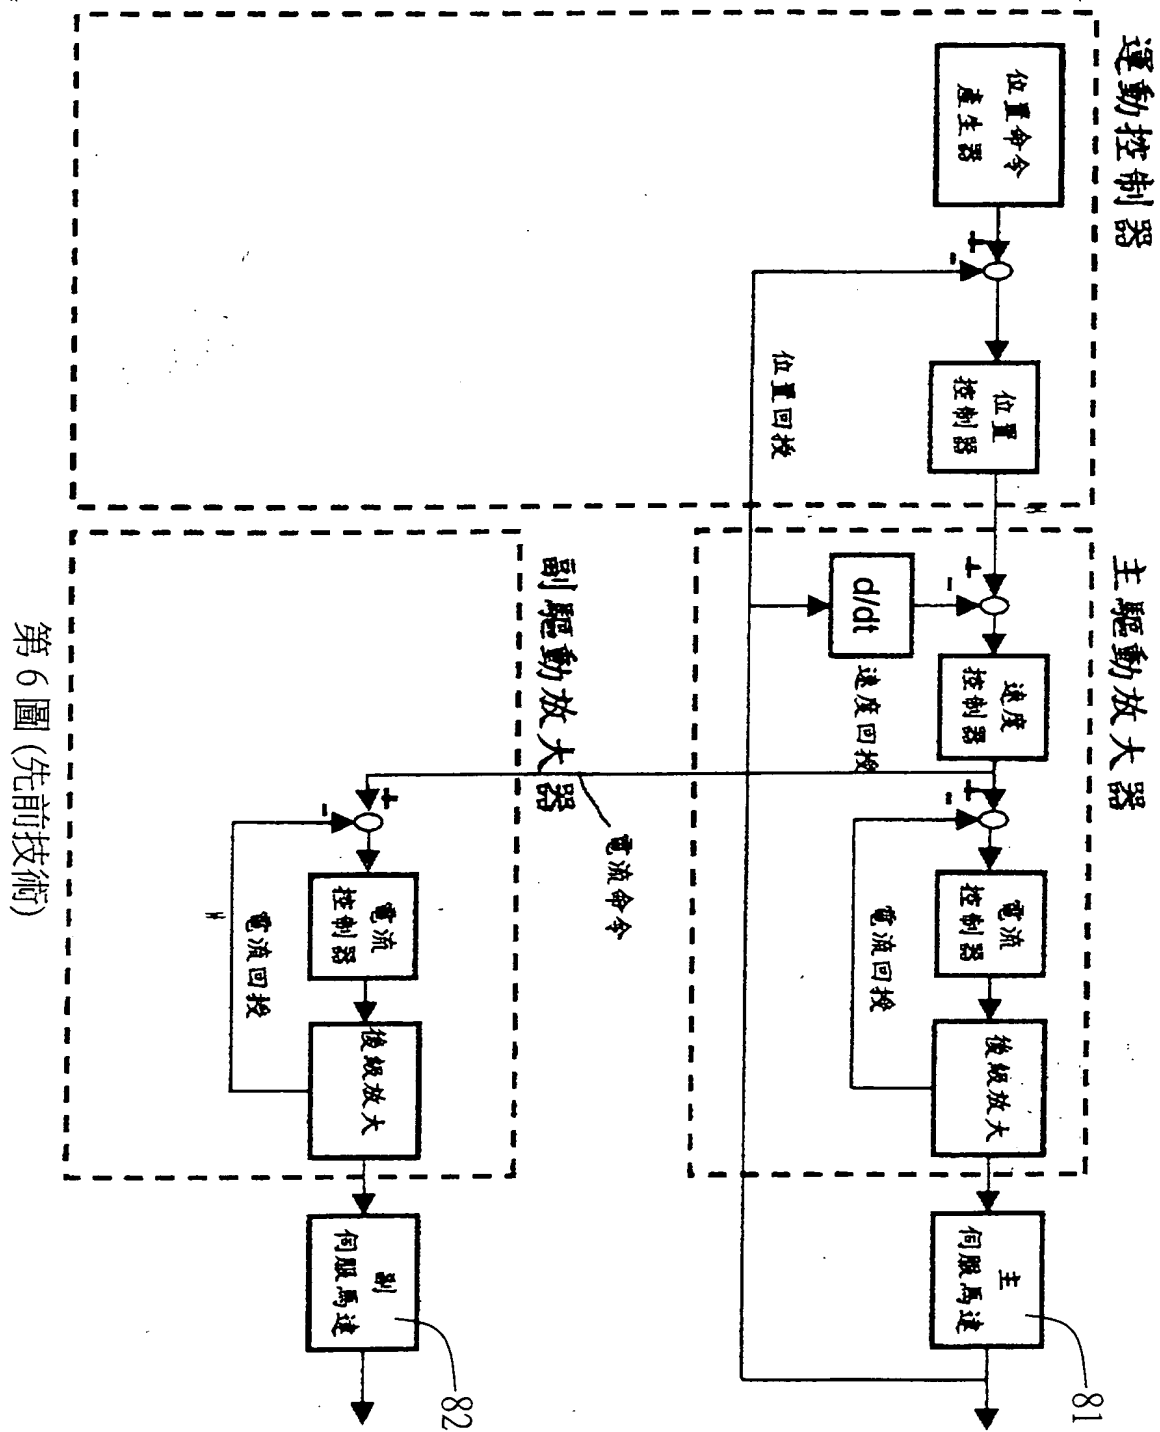 運動控制器
位置命令
產生器
+
-
位置
控制器
位置回授
主驅動放大器
+
-
d/dt
速度回授
速度
控制器
+
-
電流
控制器
電流回授
後級放大
主
伺服馬達
81
副驅動放大器
電流命令
+
-
電流
控制器
電流回授
後級放大
副
伺服馬達
82
第6圖(先前技術)